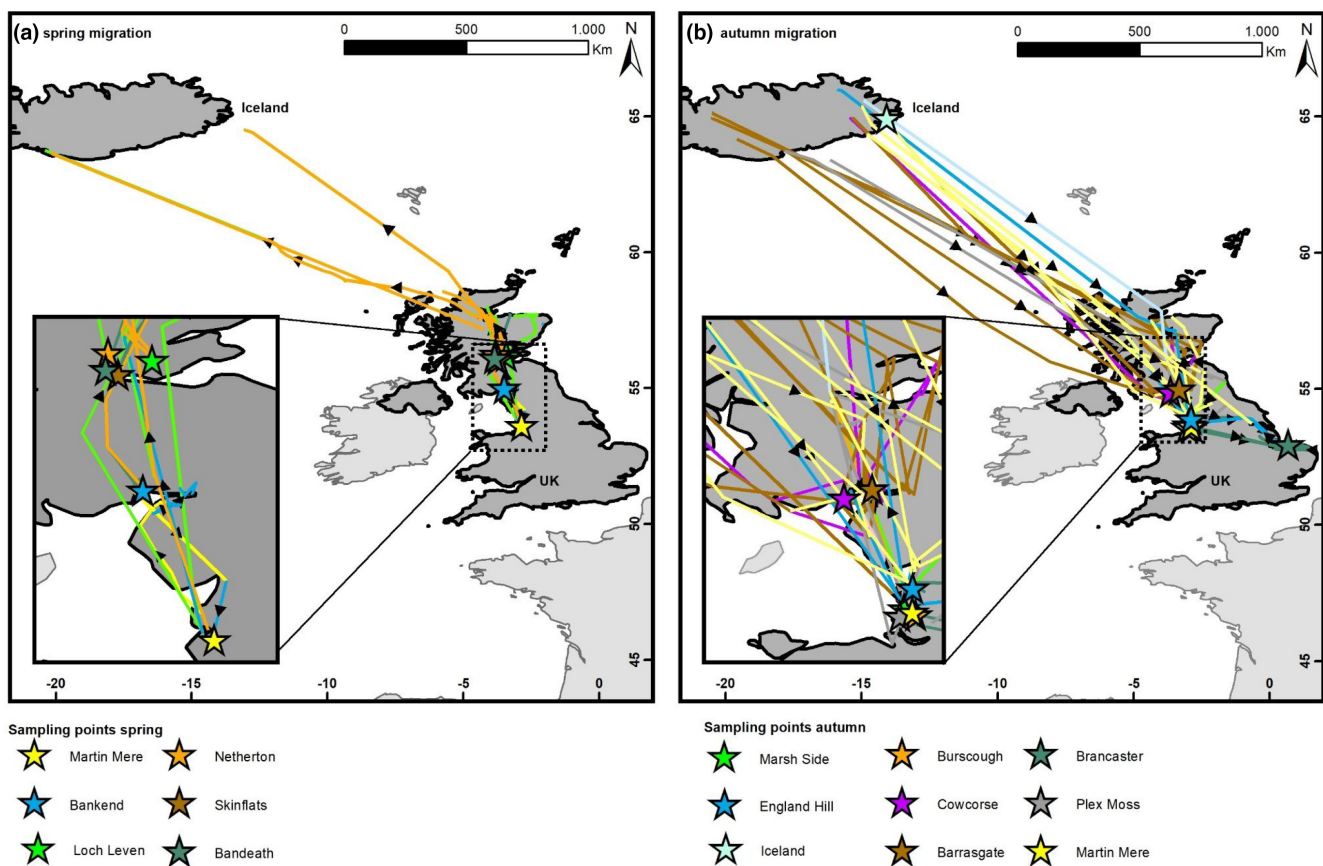 (a) spring migration
0 500 1.000
Km
N
Iceland
UK
65
60
55
50
45
-20 -15 -10 -5 0
Sampling points spring
Martin Mere Netherton
Bankend Skinflats
Loch Leven Bandeath
(b) autumn migration
0 500 1.000
Km
N
Iceland
UK
65
60
55
50
45
-20 -15 -10 -5 0
Sampling points autumn
Marsh Side Burscough Brancaster
England Hill Cowcorse Plex Moss
Iceland Barrasgate Martin Mere